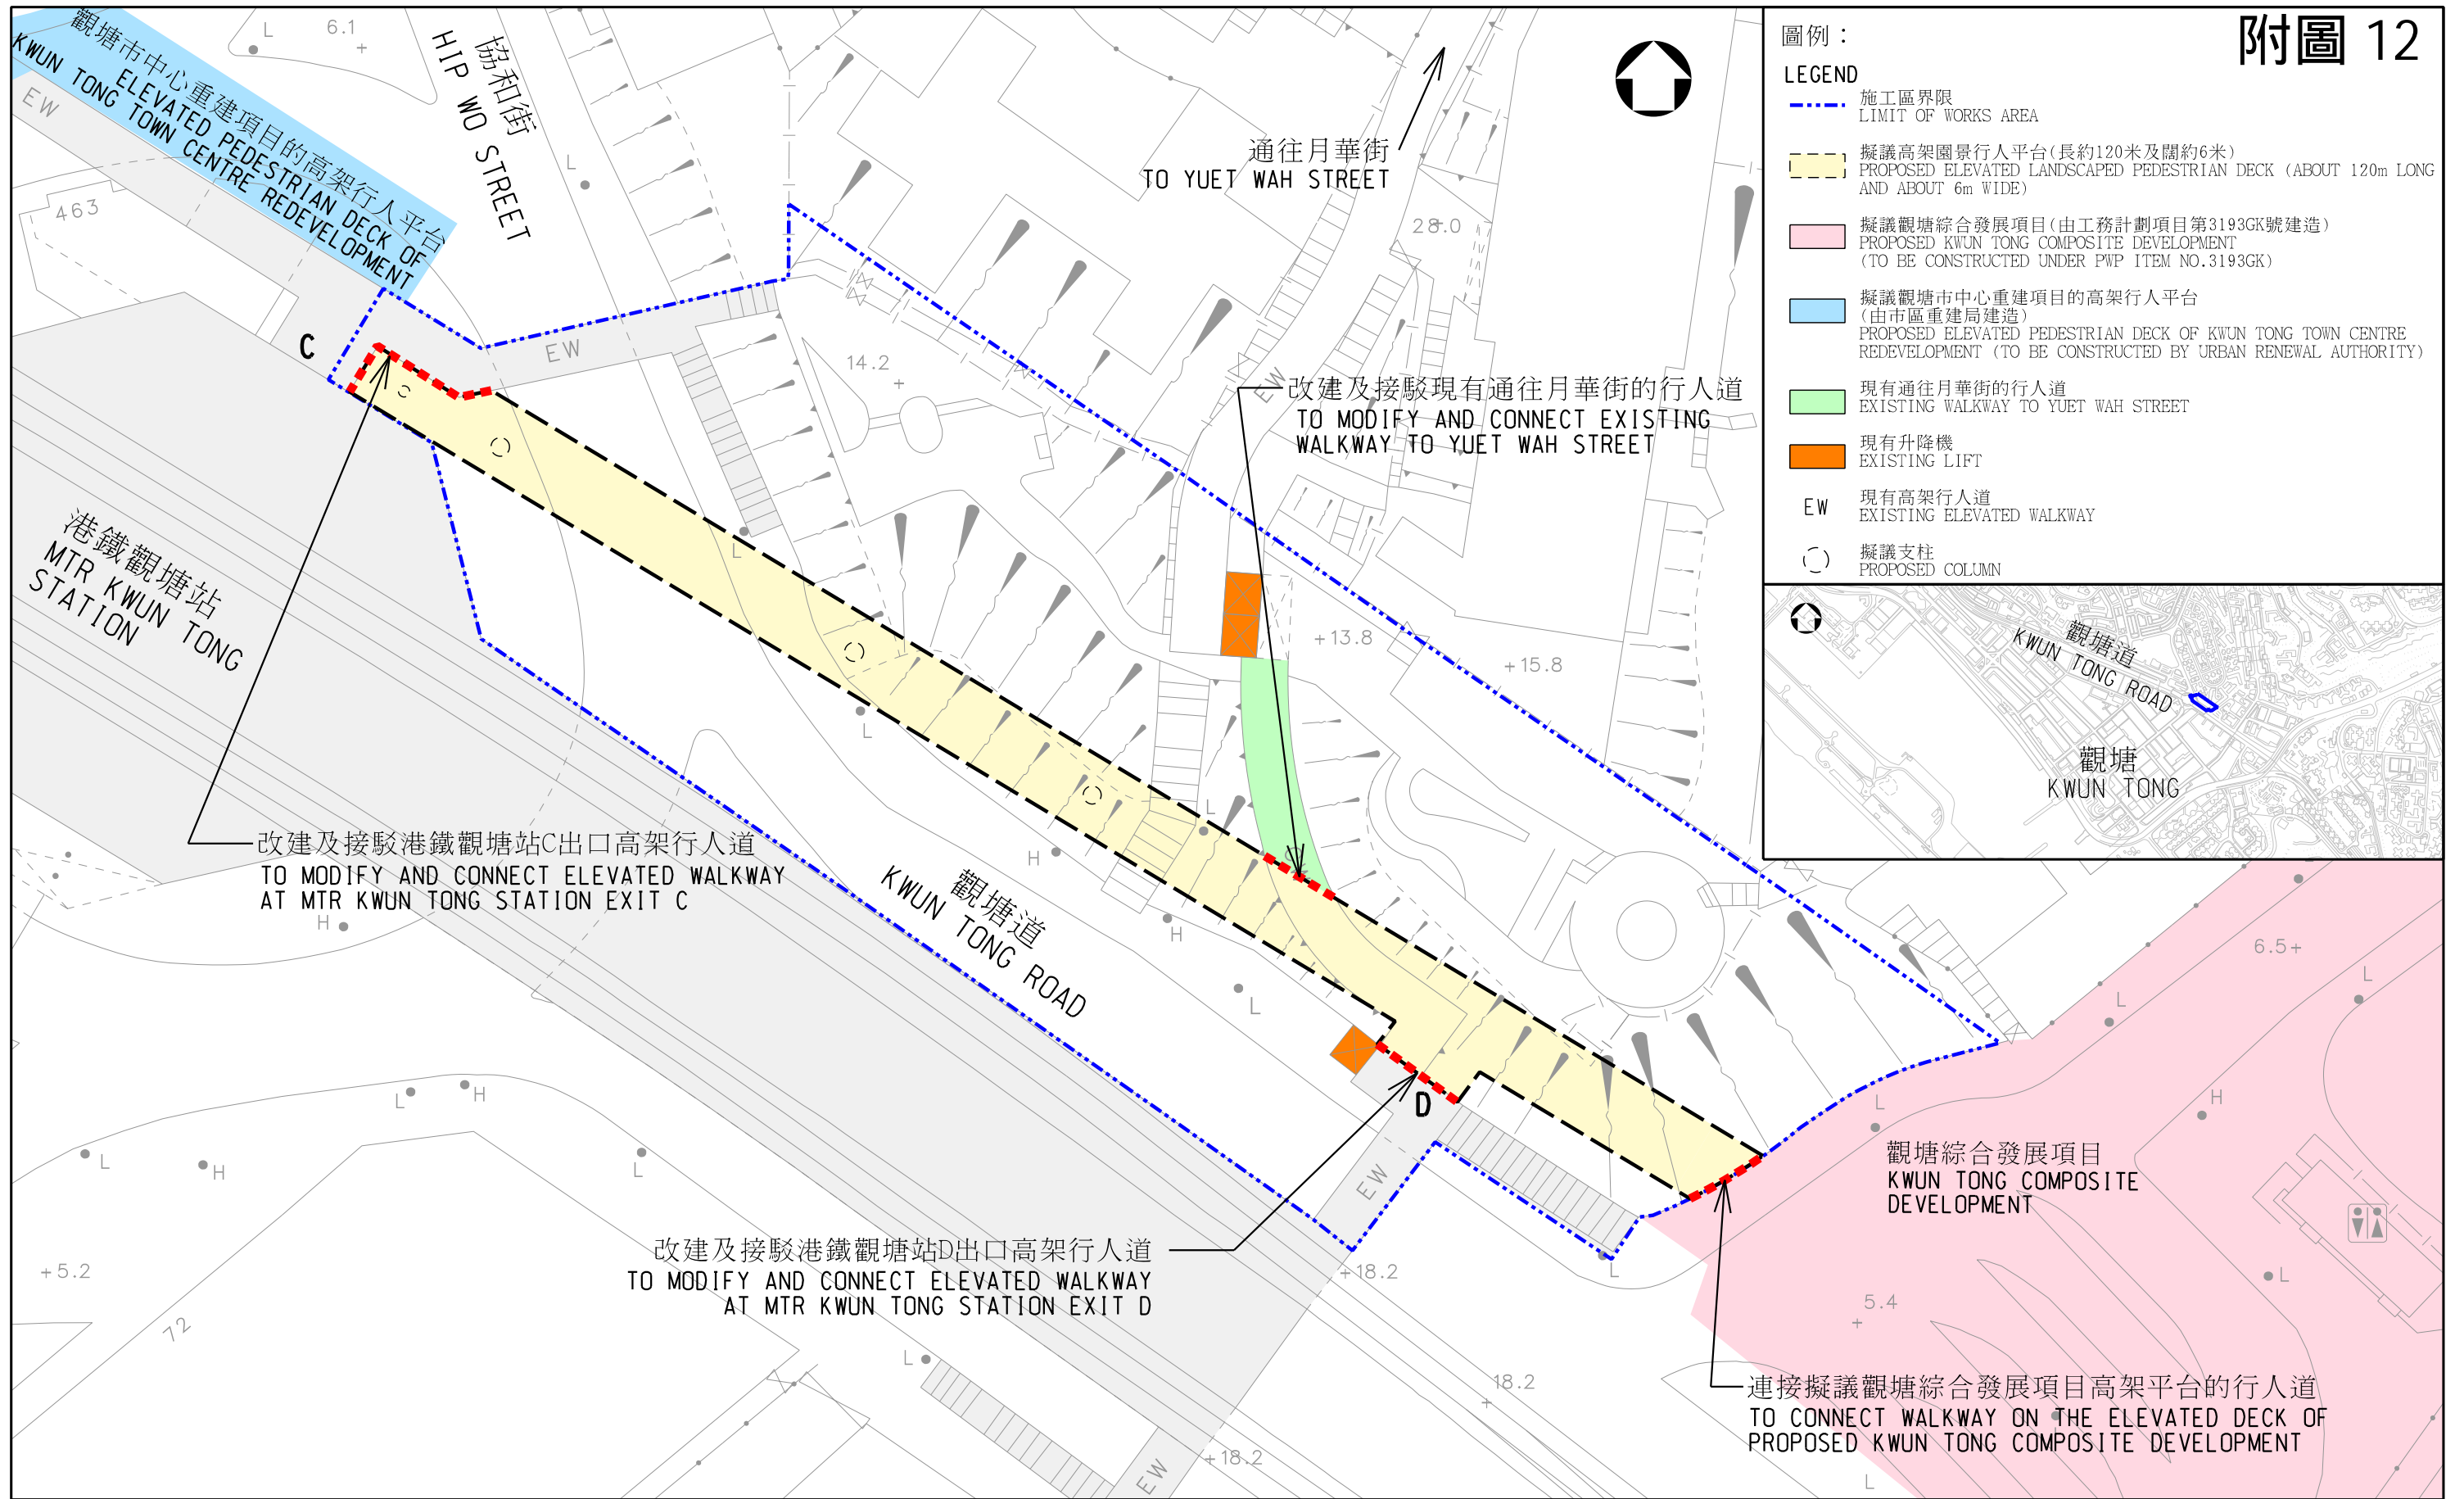 附圖 12
圖例：
LEGEND
施工區界限
LIMIT OF WORKS AREA
擬議高架園景行人平台(長約120米及闊約6米)
PROPOSED ELEVATED LANDSCAPED PEDESTRIAN DECK (ABOUT 120m LONG
AND ABOUT 6m WIDE)
擬議觀塘綜合發展項目(由工務計劃項目第3193GK號建造)
PROPOSED KWUN TONG COMPOSITE DEVELOPMENT
(TO BE CONSTRUCTED UNDER PWP ITEM NO.3193GK)
擬議觀塘市中心重建項目的高架行人平台
(由市區重建局建造)
PROPOSED ELEVATED PEDESTRIAN DECK OF KWUN TONG TOWN CENTRE
REDEVELOPMENT (TO BE CONSTRUCTED BY URBAN RENEWAL AUTHORITY)
現有通往月華街的行人道
EXISTING WALKWAY TO YUET WAH STREET
現有升降機
EXISTING LIFT
EW
現有高架行人道
EXISTING ELEVATED WALKWAY
擬議支柱
PROPOSED COLUMN
觀塘道
KWUN TONG ROAD
觀塘
KWUN TONG
觀塘市中心重建項目的高架行人平台
ELEVATED PEDESTRIAN DECK OF
KWUN TONG TOWN CENTRE REDEVELOPMENT
L
6.1
協和街
HIP WO STREET
EW
463
L
通往月華街
TO YUET WAH STREET
28.0
C
EW
14.2
EW
改建及接駁現有通往月華街的行人道
TO MODIFY AND CONNECT EXISTING
WALKWAY TO YUET WAH STREET
港鐵觀塘站
MTR KWUN TONG
STATION
L
+13.8
+15.8
L
L
H
改建及接駁港鐵觀塘站C出口高架行人道
TO MODIFY AND CONNECT ELEVATED WALKWAY
AT MTR KWUN TONG STATION EXIT C
H
觀塘道
KWUN TONG ROAD
H
L
6.5+
L
L
L
H
L
H
L
D
L
H
L
EW
觀塘綜合發展項目
KWUN TONG COMPOSITE
DEVELOPMENT
改建及接駁港鐵觀塘站D出口高架行人道
TO MODIFY AND CONNECT ELEVATED WALKWAY
AT MTR KWUN TONG STATION EXIT D
+5.2
72
+18.2
L
L
5.4
L
18.2
連接擬議觀塘綜合發展項目高架平台的行人道
TO CONNECT WALKWAY ON THE ELEVATED DECK OF
PROPOSED KWUN TONG COMPOSITE DEVELOPMENT
+18.2
EW
L